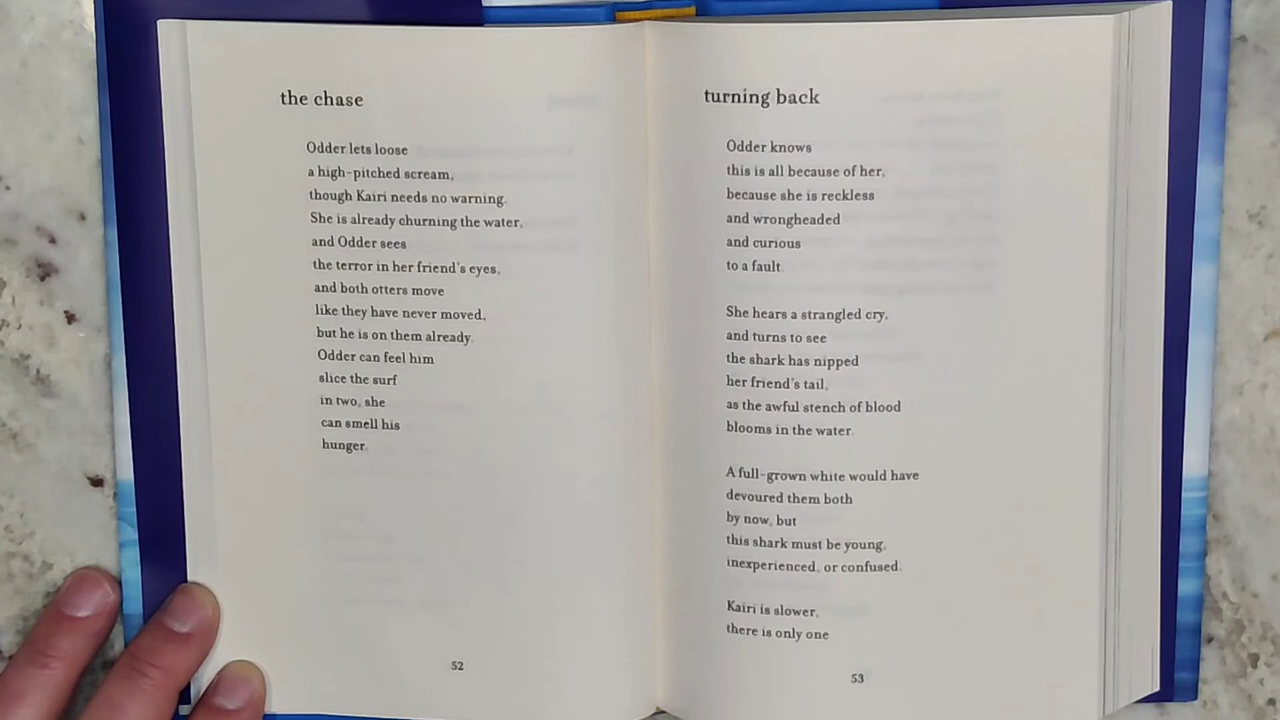 the chase
Odder lets loose
a high-pitched scream,
though Kairi needs no warning.
She is already churning the water,
and Odder sees
the terror in her friend's eyes,
and both otters move
like they have never moved,
but he is on them already.
Odder can feel him
slice the surf
in two, she
can smell his
hunger.
52
turning back
Odder knows
this is all because of her,
because she is reckless
and wrongheaded
and curious
to a fault.
She hears a strangled cry,
and turns to see
the shark has nipped
her friend's tail,
as the awful stench of blood
blooms in the water.
A full-grown white would have
devoured them both
by now, but
this shark must be young,
inexperienced, or confused.
Kairi is slower,
there is only one
53